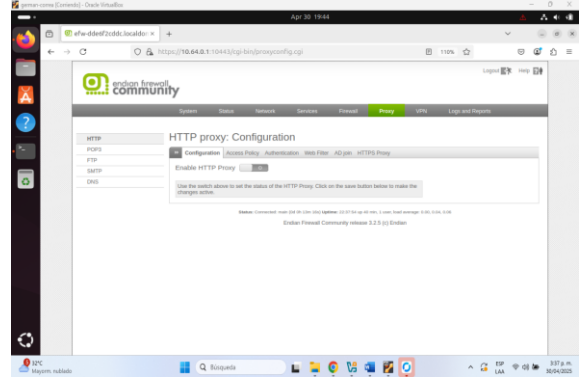 german correa [Corriendo] - Oracle VirtualBox
Apr 30 19:44
efw-dde6f2cddc.localdo
https://10.64.0.1:10443/cgi-bin/proxyconfig.cgi
110%
endian firewall
community
Logout Help
System Status Network Services Firewall Proxy VPN Logs and Reports
HTTP
POP3
FTP
SMTP
DNS
HTTP proxy: Configuration
Configuration Access Policy Authentication Web Filter AD join HTTPS Proxy
Enable HTTP Proxy
Use the switch above to set the status of the HTTP Proxy. Click on the save button below to make the
changes active.
Endian Firewall Community release 3.2.5 (c) Endian
32°C
Mayorm. nublado
Búsqueda
ESP
LAA
3:37 p. m.
30/04/2025